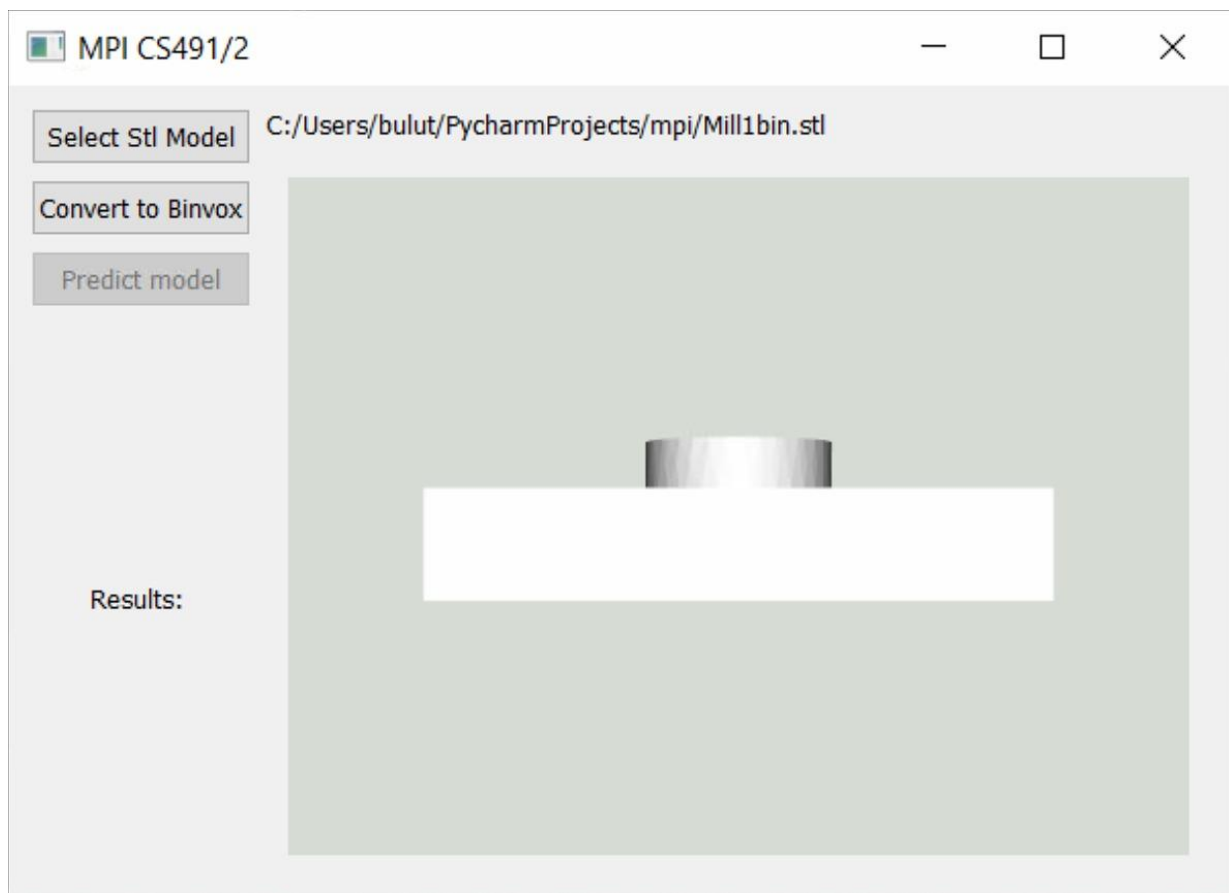 MPI CS491/2
Select Stl Model
C:/Users/bulut/PycharmProjects/mpi/Mill1bin.stl
Convert to Binvox
Predict model
Results: